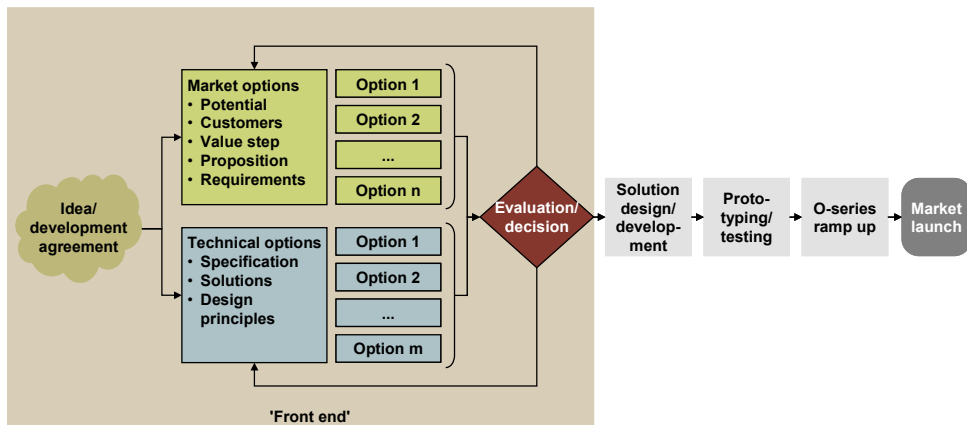 Idea/
development
agreement
Market options
• Potential
• Customers
• Value step
• Proposition
• Requirements
Option 1
Option 2
...
Option n
Technical options
• Specification
• Solutions
• Design
principles
Option 1
Option 2
...
Option m
Evaluation/
decision
Solution
design/
develop-
ment
Proto-
typing/
testing
O-series
ramp up
Market
launch
'Front end'